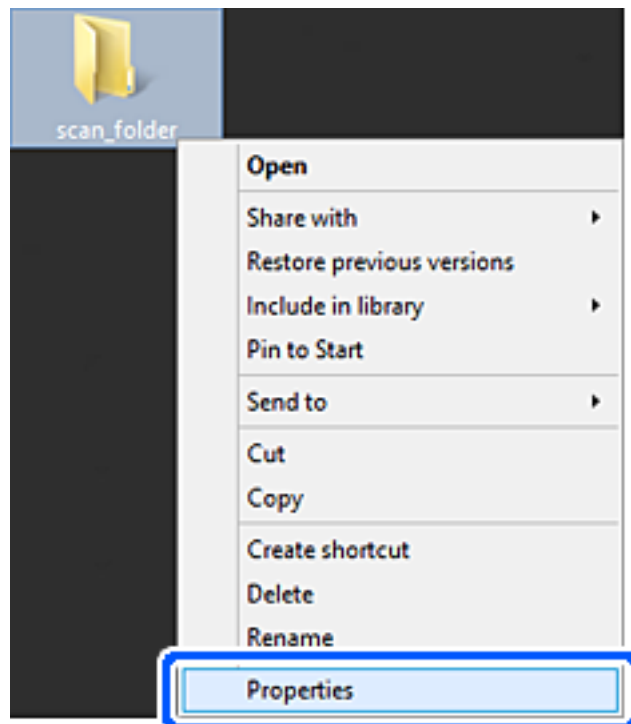 scan_folder
Open
Share with
Restore previous versions
Include in library
Pin to Start
Send to
Cut
Copy
Create shortcut
Delete
Rename
Properties